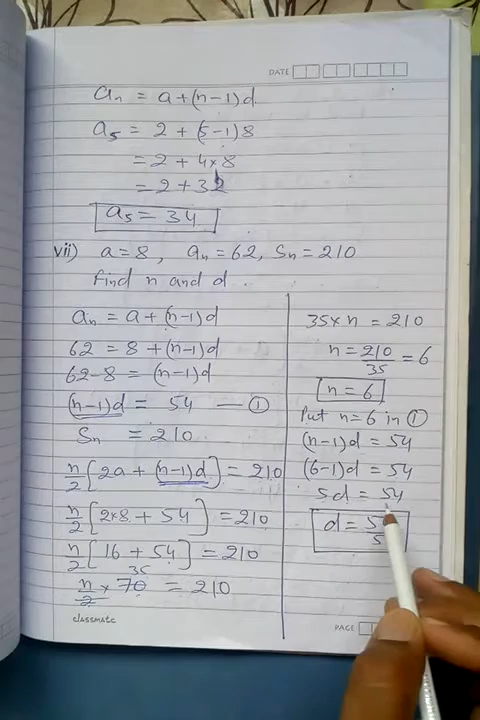 DATE
an = a+(n-1)d
a5 = 2 + (5-1)8
= 2 + 4×8
= 2 + 32
a5 = 34
vii) a=8, an=62, Sn=210
Find n and d.
an = a+(n-1)d
62 = 8 +(n-1)d
62-8 = (n-1)d
(n-1)d = 54 — ①
Sn = 210
n/2[2a + (n-1)d] = 210
n/2[2×8 + 54] = 210
n/2[16 + 54] = 210
35
n/2 × 70 = 210
35×n = 210
n = 210/35 = 6
n = 6
Put n=6 in ①
(n-1)d = 54
(6-1)d = 54
5d = 54
d = 5
5
classmate
PAGE